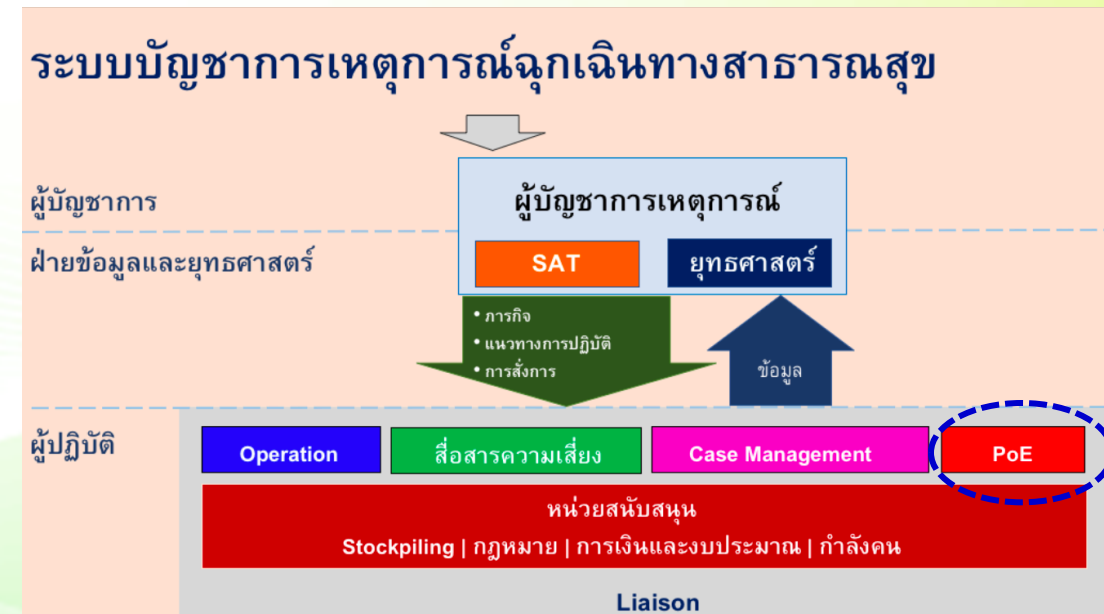 ระบบบัญชาการเหตุการณ์ฉุกเฉินทางสาธารณสุข
ผู้บัญชาการ
ผู้บัญชาการเหตุการณ์
ฝ่ายข้อมูลและยุทธศาสตร์
SAT
ยุทธศาสตร์
• ภารกิจ
• แนวทางการปฏิบัติ
• การสั่งการ
ข้อมูล
ผู้ปฏิบัติ
Operation
สื่อสารความเสี่ยง
Case Management
PoE
หน่วยสนับสนุน
Stockpiling | กฎหมาย | การเงินและงบประมาณ | กำลังคน
Liaison